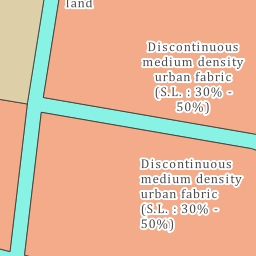 land
Discontinuous
medium density
urban fabric
(S.L. : 30% -
50%)
Discontinuous
medium density
urban fabric
(S.L. : 30% -
50%)